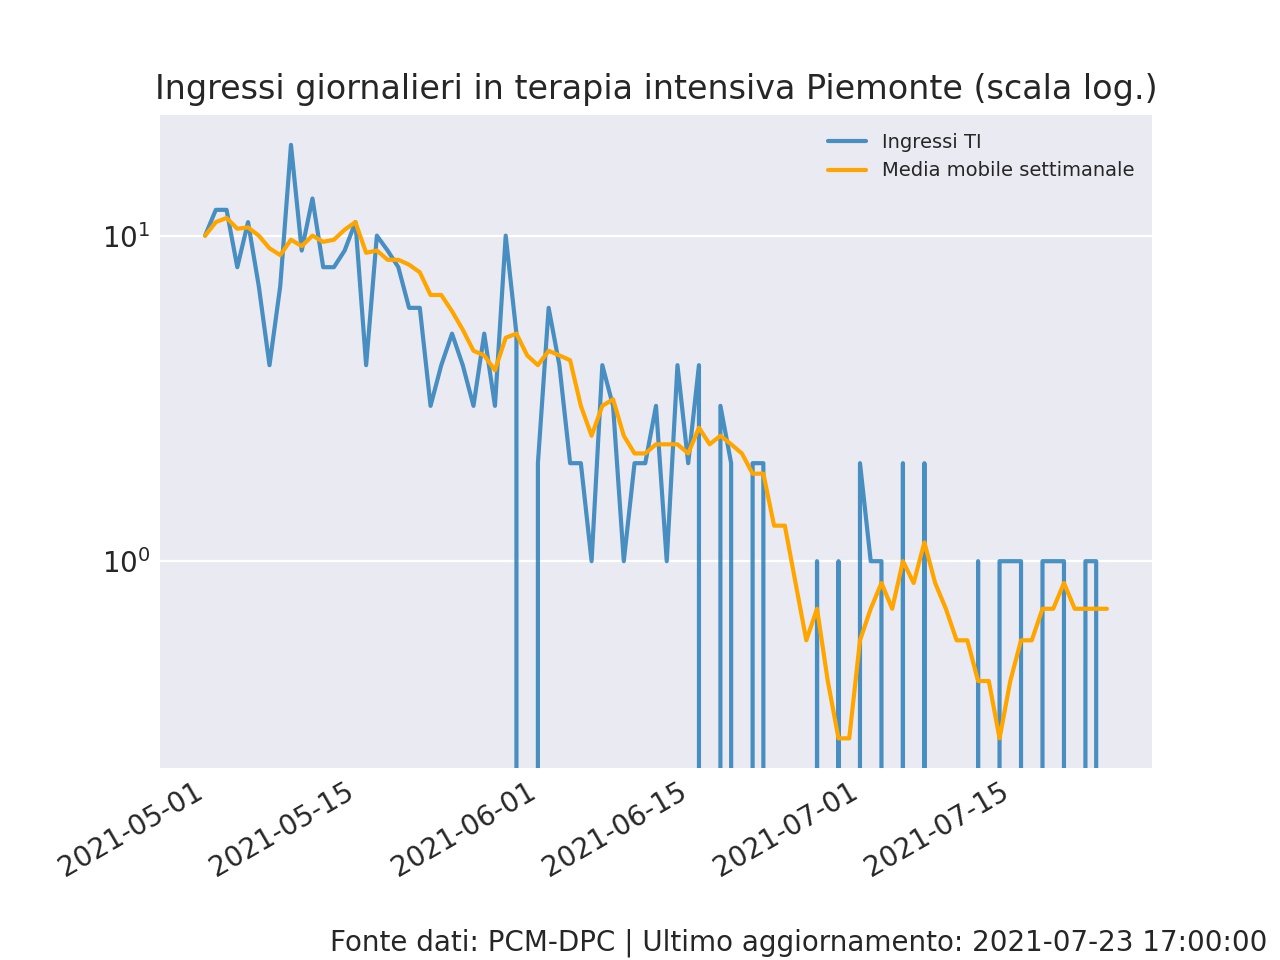 Ingressi giornalieri in terapia intensiva Piemonte (scala log.)
Ingressi TI
Media mobile settimanale
10¹
10⁰
2021-05-01
2021-05-15
2021-06-01
2021-06-15
2021-07-01
2021-07-15
Fonte dati: PCM-DPC | Ultimo aggiornamento: 2021-07-23 17:00:00